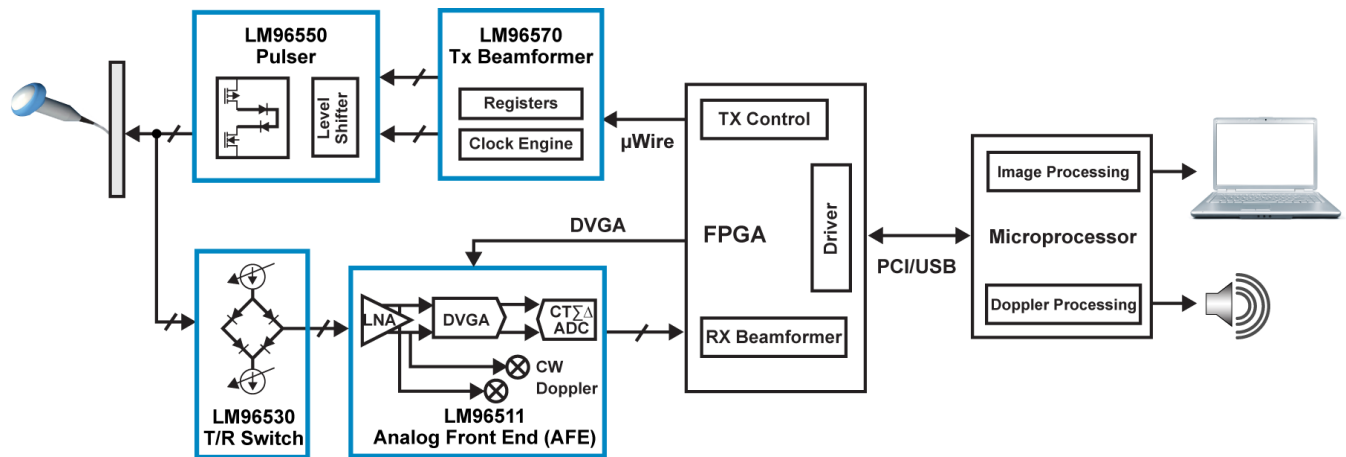 LM96550
Pulser
Level
Shifter
LM96570
Tx Beamformer
Registers
Clock Engine
µWire
TX Control
Driver
FPGA
RX Beamformer
DVGA
PCI/USB
Image Processing
Microprocessor
Doppler Processing
LM96530
T/R Switch
LNA
DVGA
CT∑∆
ADC
CW
Doppler
LM96511
Analog Front End (AFE)